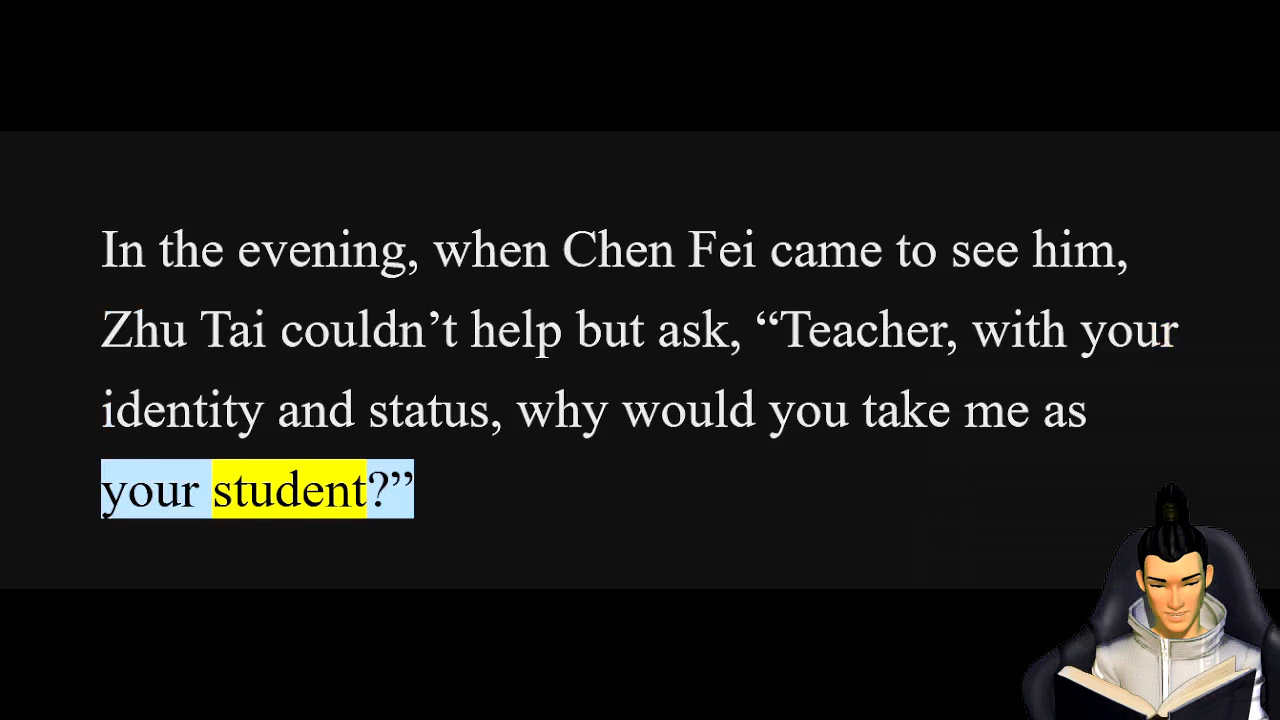 In the evening, when Chen Fei came to see him,
Zhu Tai couldn’t help but ask, “Teacher, with your
identity and status, why would you take me as
your student?”